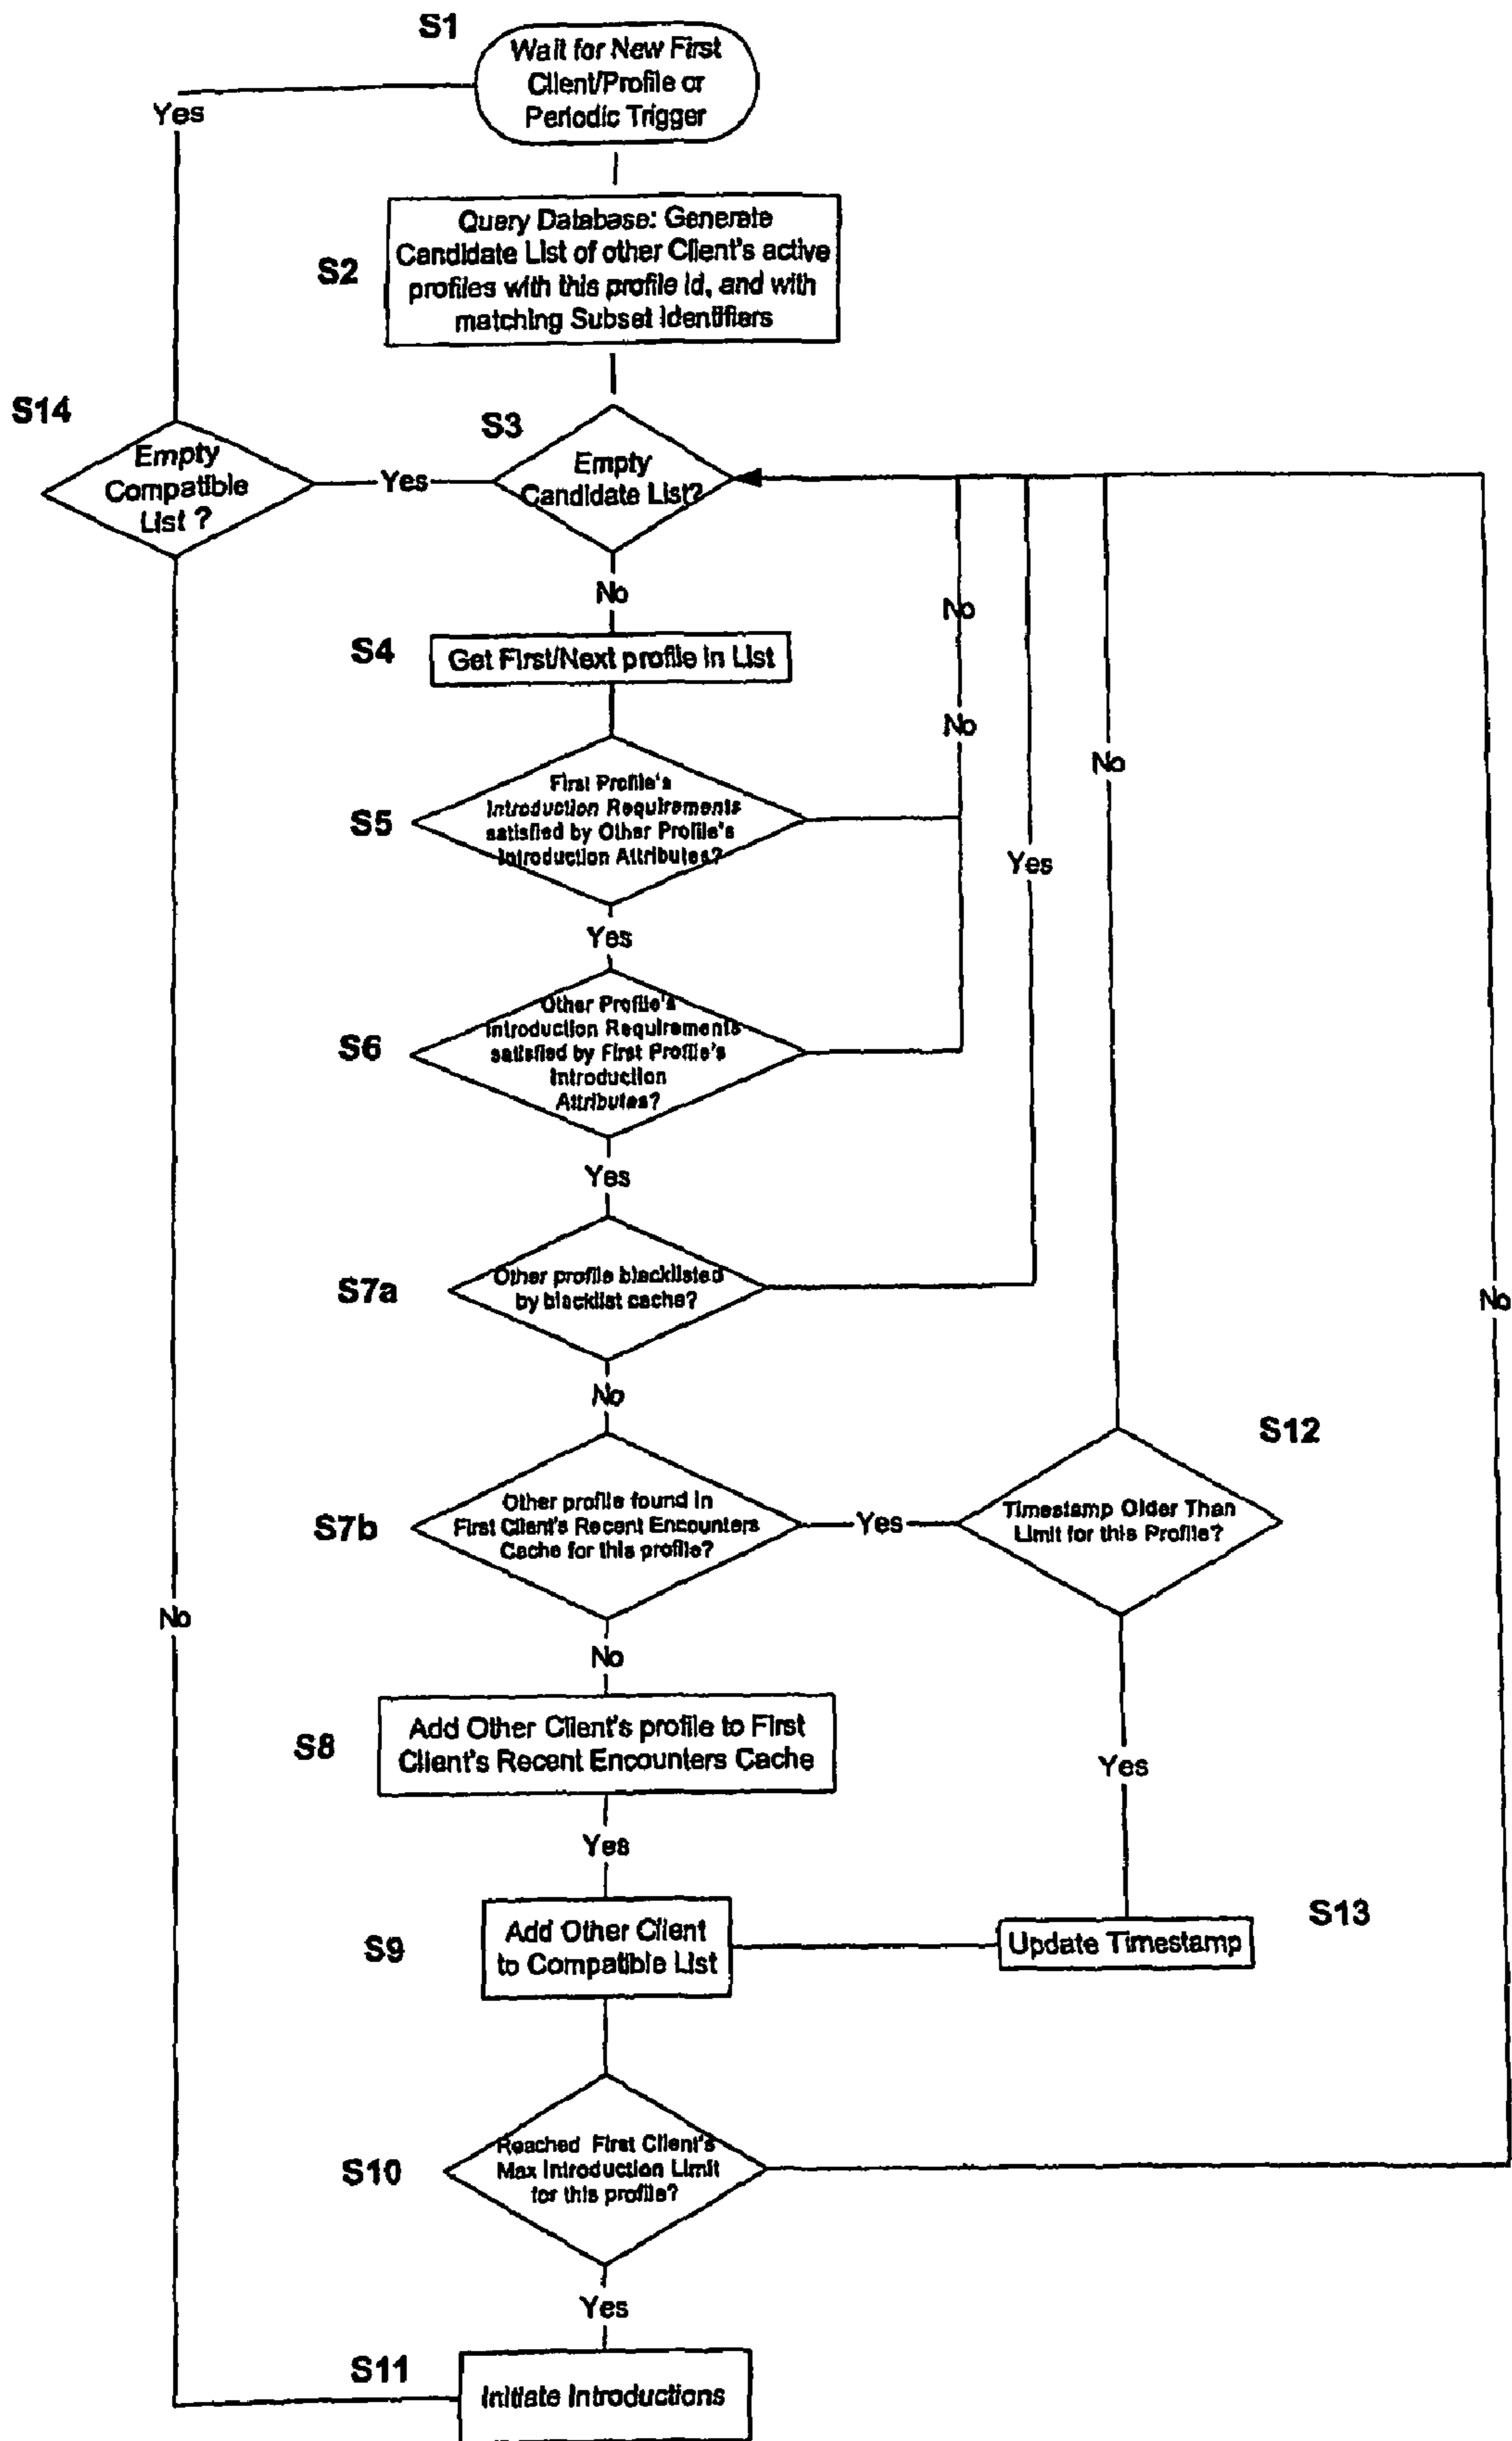 S1
Wait for New First
Client/Profile or
Periodic Trigger
Yes
S2
Query Database: Generate
Candidate List of other Client's active
profiles with this profile id, and with
matching Subset Identifiers
S14
Empty
Compatible
List ?
Yes
S3
Empty
Candidate List?
No
No
S4
Get First/Next profile in List
No
No
S5
First Profile's
Introduction Requirements
satisfied by Other Profile's
Introduction Attributes?
Yes
Yes
S6
Other Profile's
Introduction Requirements
satisfied by First Profile's
Introduction
Attributes?
Yes
S7a
Other profile blacklisted
by blacklist cache?
No
No
S12
S7b
Other profile found in
First Client's Recent Encounters
Cache for this profile?
Yes
Timestamp Older Than
Limit for this Profile?
No
No
S8
Add Other Client's profile to First
Client's Recent Encounters Cache
Yes
Yes
S9
Add Other Client
to Compatible List
S13
Update Timestamp
S10
Reached First Client's
Max Introduction Limit
for this profile?
Yes
S11
Initiate Introductions